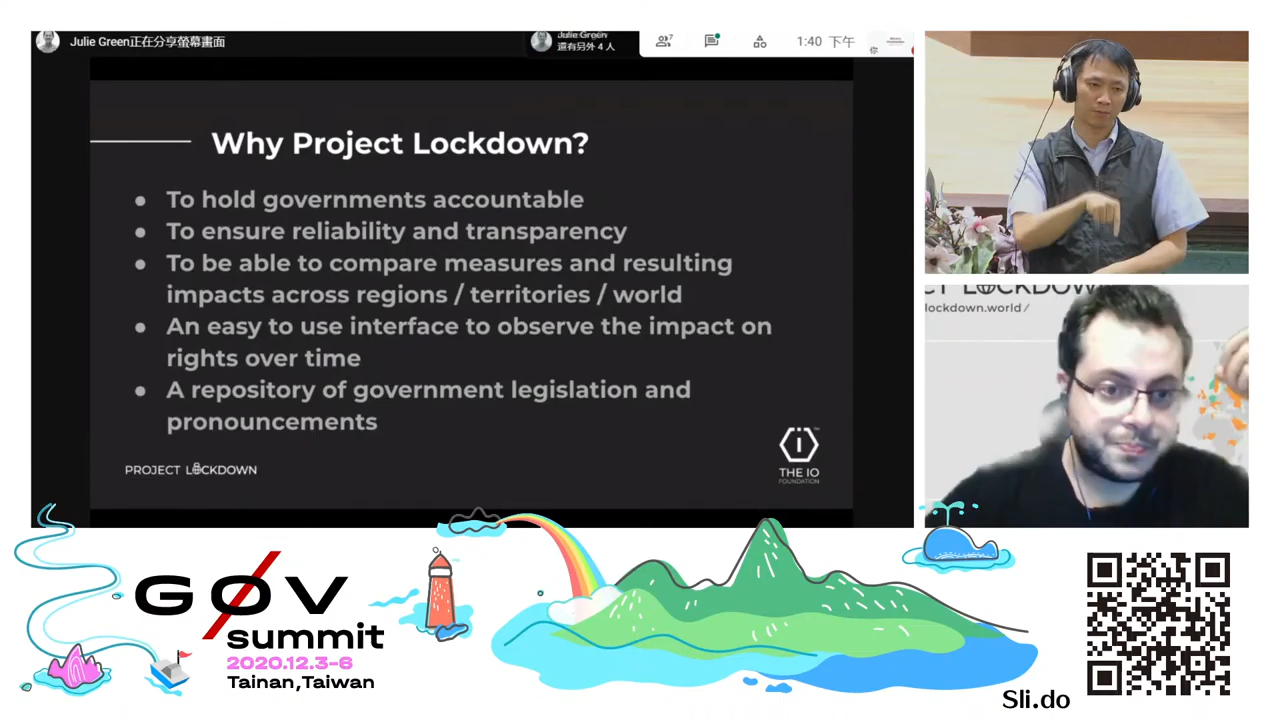 Julie Green正在分享螢幕畫面
Julie Green
還有另外 4 人
7
1:40 下午
你
Why Project Lockdown?
● To hold governments accountable
● To ensure reliability and transparency
● To be able to compare measures and resulting
impacts across regions / territories / world
● An easy to use interface to observe the impact on
rights over time
● A repository of government legislation and
pronouncements
PROJECT LOCKDOWN
THE IO
FOUNDATION
CT LOCKDOWN
lockdown.world/
GØV
summit
2020.12.3-6
Tainan,Taiwan
Sli.do